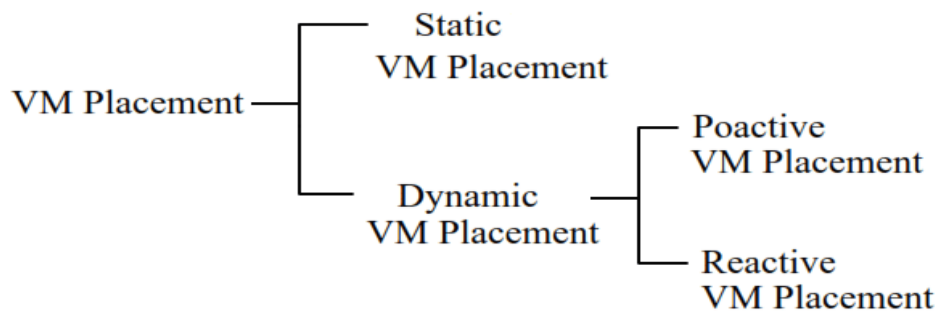 Static
VM Placement
VM Placement
Poactive
VM Placement
Dynamic
VM Placement
Reactive
VM Placement